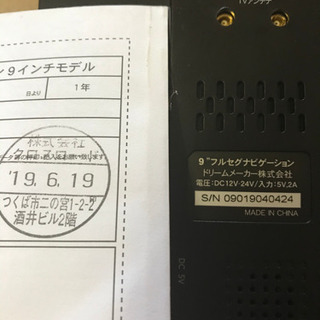 ン9インチモデル
日より
1年
株式会社
'19.6.19
つくば市二の宮1-2-2
酒井ビル2階
TVアンテナ
9"フルセグナビゲーション
ドリームメーカー株式会社
電圧:DC12V-24V/入力:5V,2A
S/N 09019040424
MADE IN CHINA
DC 5V